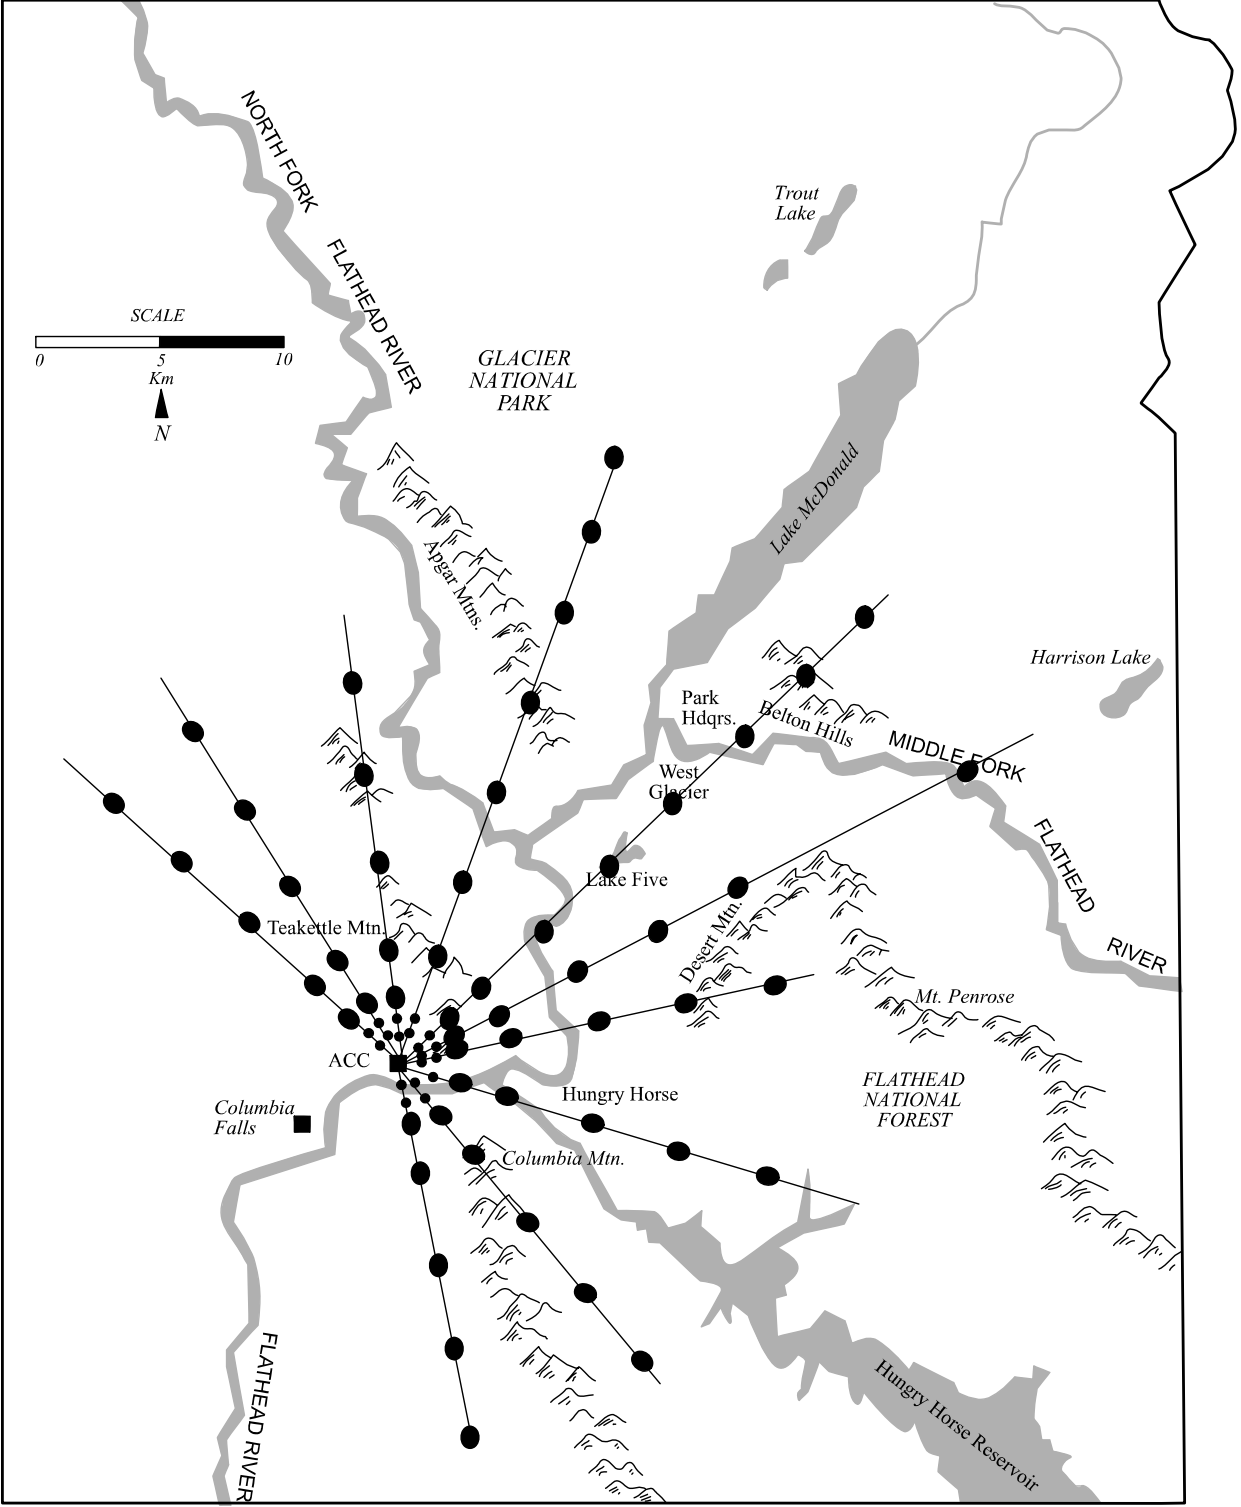 NORTH FORK
FLATHEAD RIVER
Trout
Lake
SCALE
0 5 10
Km
N
GLACIER
NATIONAL
PARK
Lake McDonald
Apgar Mtns.
Harrison Lake
Park
Hdqrs.
Belton Hills
MIDDLE FORK
West
Glacier
FLATHEAD
Lake Five
Teakettle Mtn.
Desert Mtn.
RIVER
Mt. Penrose
ACC
FLATHEAD
NATIONAL
FOREST
Hungry Horse
Columbia
Falls
Columbia Mtn.
FLATHEAD RIVER
Hungry Horse Reservoir